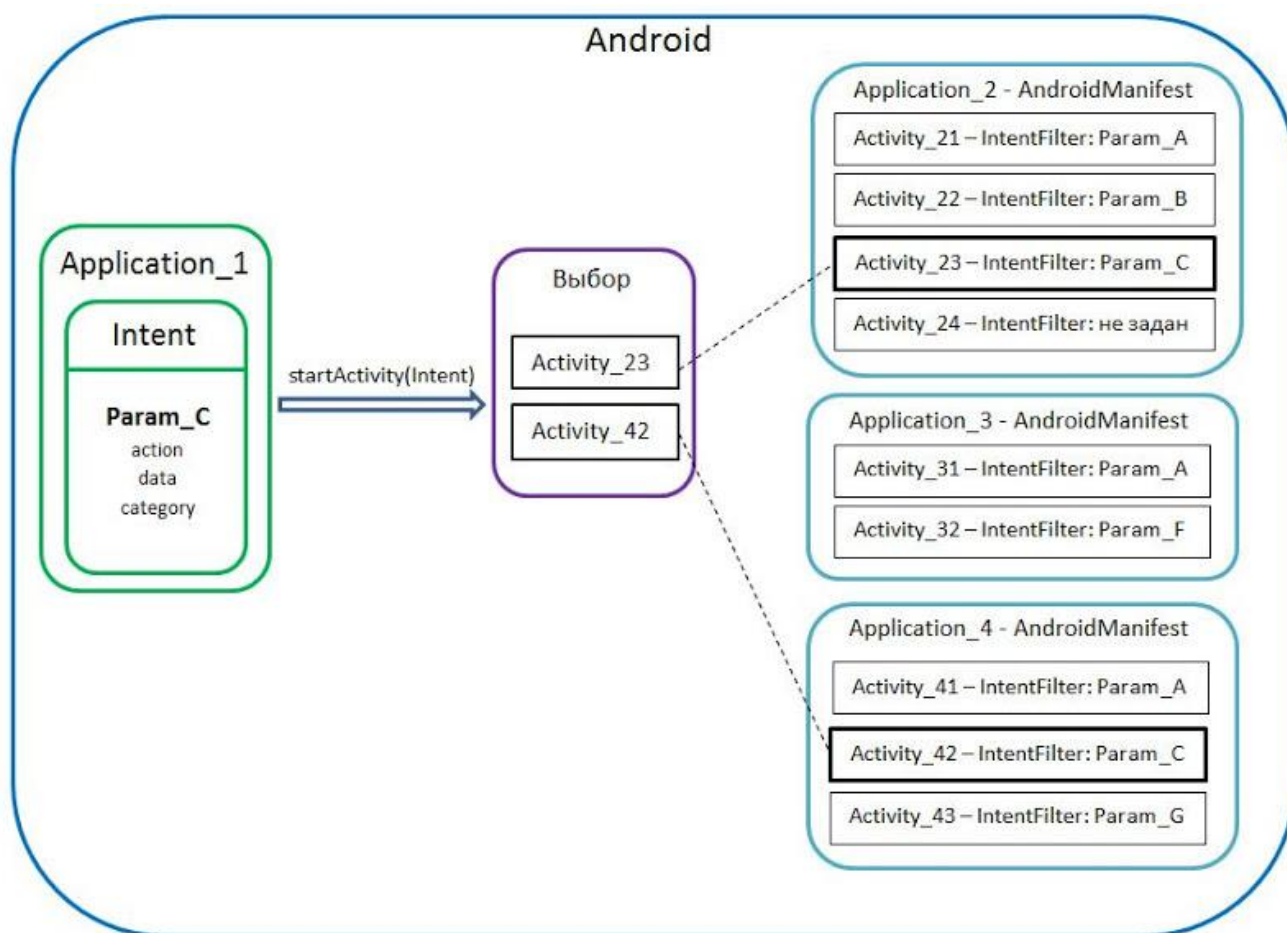 Android
Application_1
Intent
Param_C
action
data
category
startActivity(Intent)
Выбор
Activity_23
Activity_42
Application_2 - AndroidManifest
Activity_21 – IntentFilter: Param_A
Activity_22 – IntentFilter: Param_B
Activity_23 – IntentFilter: Param_C
Activity_24 – IntentFilter: не задан
Application_3 - AndroidManifest
Activity_31 – IntentFilter: Param_A
Activity_32 – IntentFilter: Param_F
Application_4 - AndroidManifest
Activity_41 – IntentFilter: Param_A
Activity_42 – IntentFilter: Param_C
Activity_43 – IntentFilter: Param_G